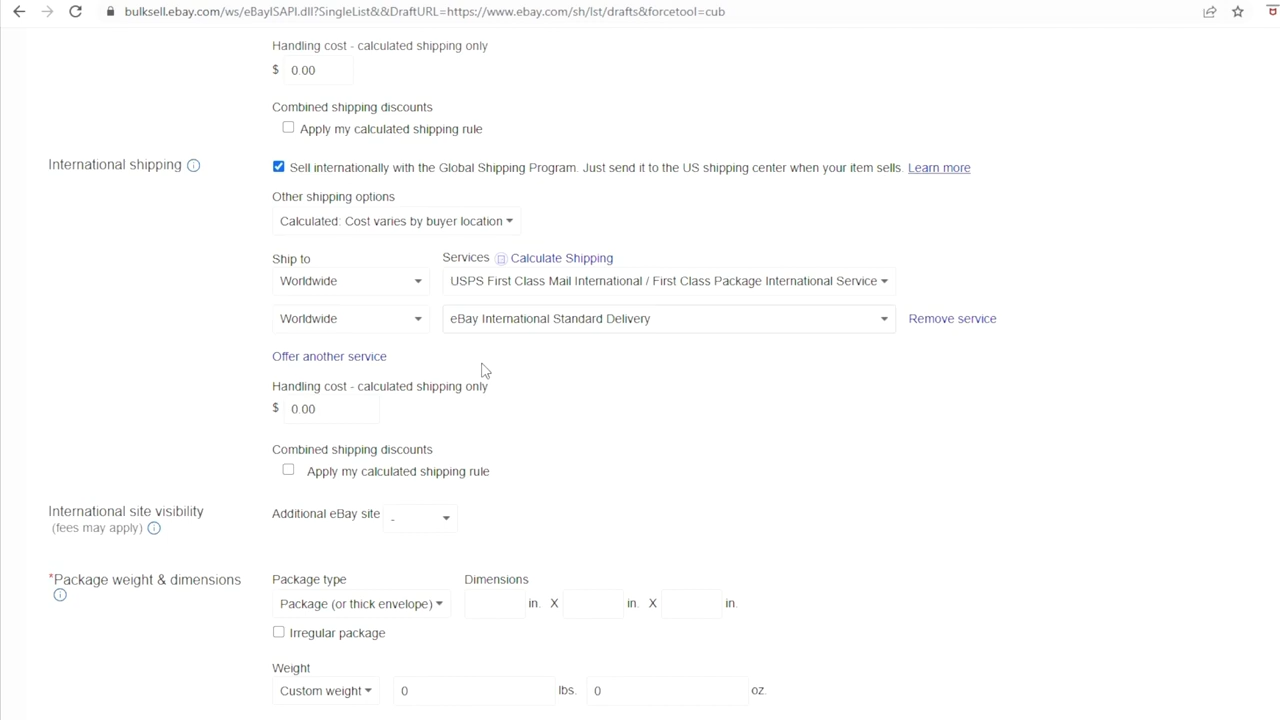 bulksell.ebay.com/ws/eBayISAPI.dll?SingleList&&DraftURL=https://www.ebay.com/sh/lst/drafts&forcetool=cub
Handling cost - calculated shipping only
$ 0.00
Combined shipping discounts
Apply my calculated shipping rule
International shipping
Sell internationally with the Global Shipping Program. Just send it to the US shipping center when your item sells. Learn more
Other shipping options
Calculated: Cost varies by buyer location
Ship to Services Calculate Shipping
Worldwide USPS First Class Mail International / First Class Package International Service
Worldwide eBay International Standard Delivery Remove service
Offer another service
Handling cost - calculated shipping only
$ 0.00
Combined shipping discounts
Apply my calculated shipping rule
International site visibility
(fees may apply)
Additional eBay site -
*Package weight & dimensions
Package type Dimensions
Package (or thick envelope) in. X in. X in.
Irregular package
Weight
Custom weight 0 lbs. 0 oz.